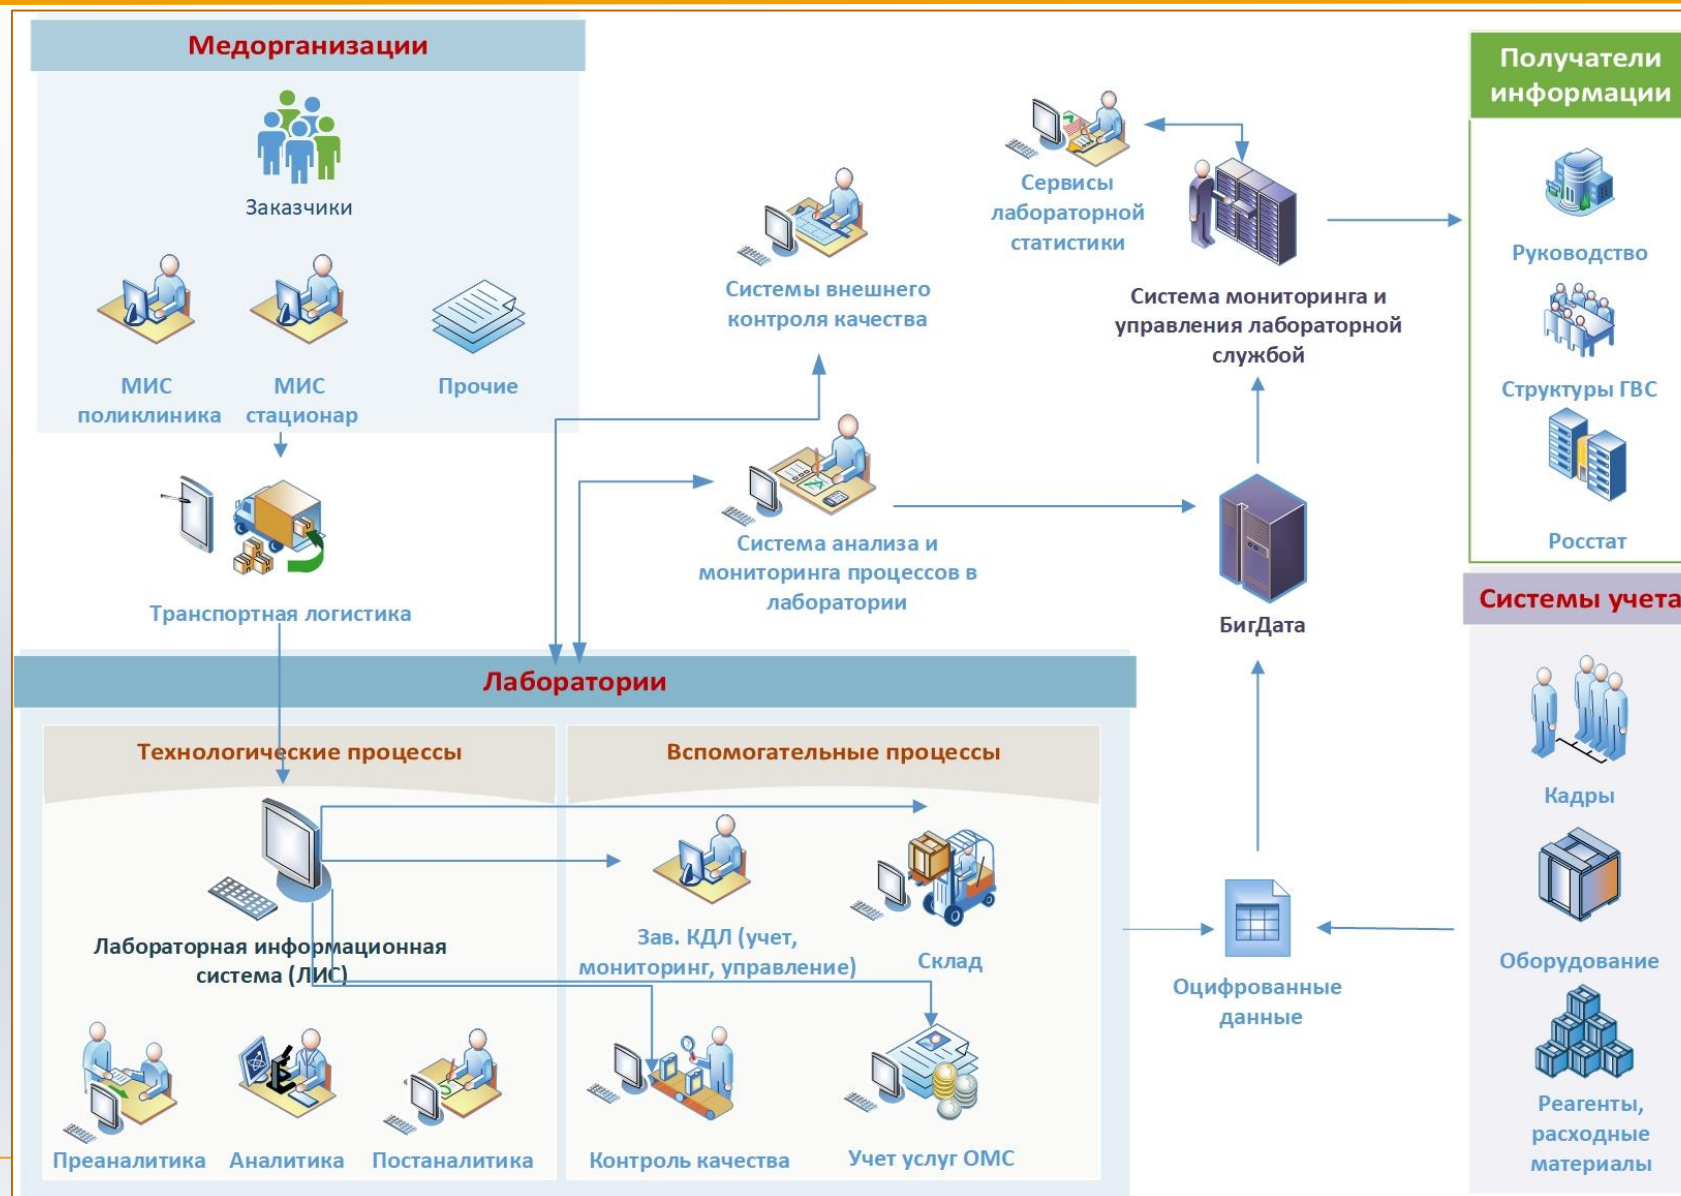 Медорганизации
Заказчики
МИС
поликлиника
МИС
стационар
Прочие
Транспортная логистика
Системы внешнего
контроля качества
Система анализа и
мониторинга процессов в
лаборатории
Сервисы
лабораторной
статистики
Система мониторинга и
управления лабораторной
службой
БигДата
Получатели
информации
Руководство
Структуры ГВС
Росстат
Системы учета
Кадры
Оборудование
Реагенты,
расходные
материалы
Лаборатории
Технологические процессы
Лабораторная информационная
система (ЛИС)
Преаналитика
Аналитика
Постаналитика
Вспомогательные процессы
Зав. КДЛ (учет,
мониторинг, управление)
Склад
Контроль качества
Учет услуг ОМС
Оцифрованные
данные